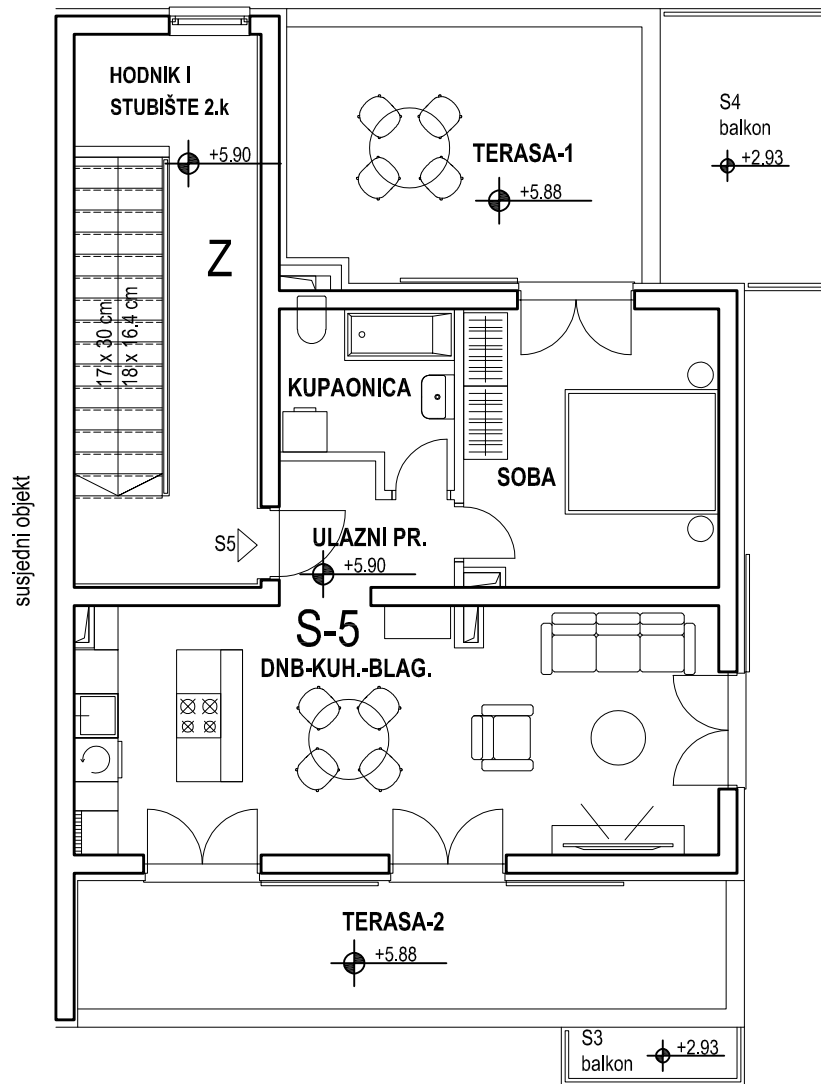 HODNIK I
STUBIŠTE 2.k
+5.90
Z
17 x 30 cm
18 x 16.4 cm
TERASA-1
+5.88
S4
balkon
+2.93
KUPAONICA
SOBA
susjedni objekt
S5
ULAZNI PR.
+5.90
S-5
DNB-KUH.-BLAG.
TERASA-2
+5.88
S3
balkon
+2.93